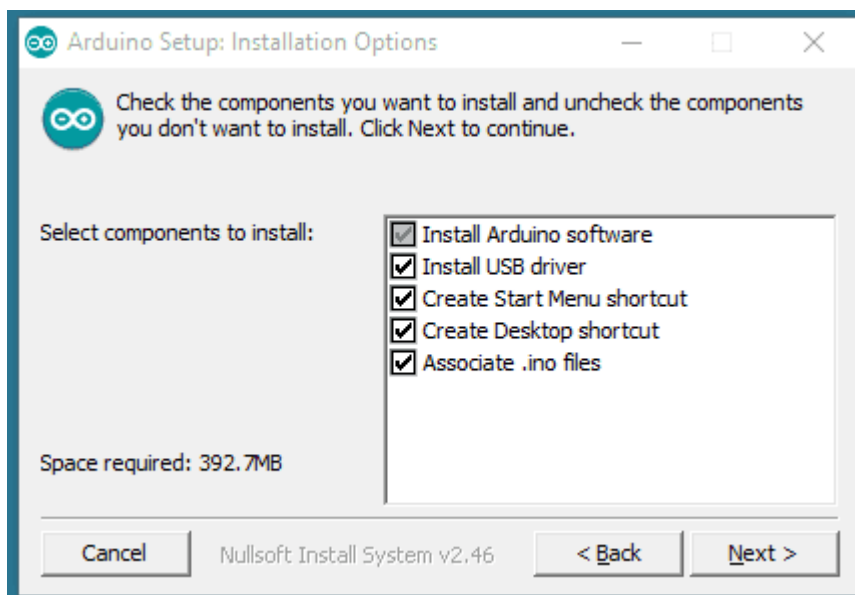 Arduino Setup: Installation Options
Check the components you want to install and uncheck the components
you don't want to install. Click Next to continue.
Select components to install:
Install Arduino software
Install USB driver
Create Start Menu shortcut
Create Desktop shortcut
Associate .ino files
Space required: 392.7MB
Cancel
Nullsoft Install System v2.46
< Back
Next >